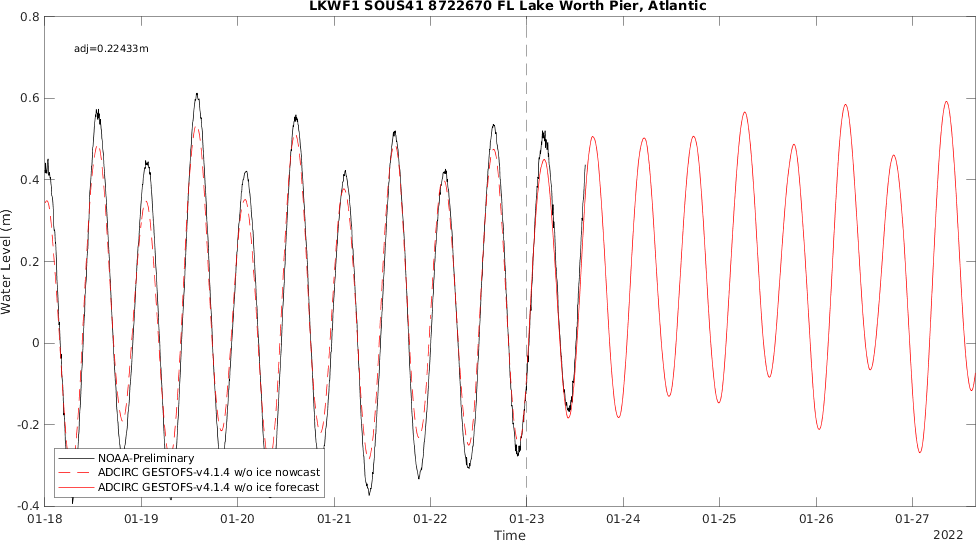 LKWF1 SOUS41 8722670 FL Lake Worth Pier, Atlantic
0.8
adj=0.22433m
0.6
0.4
Water Level (m)
0.2
0
-0.2
NOAA-Preliminary
ADCIRC GESTOFS-v4.1.4 w/o ice nowcast
ADCIRC GESTOFS-v4.1.4 w/o ice forecast
-0.4
01-18 01-19 01-20 01-21 01-22 01-23 01-24 01-25 01-26 01-27
Time
2022